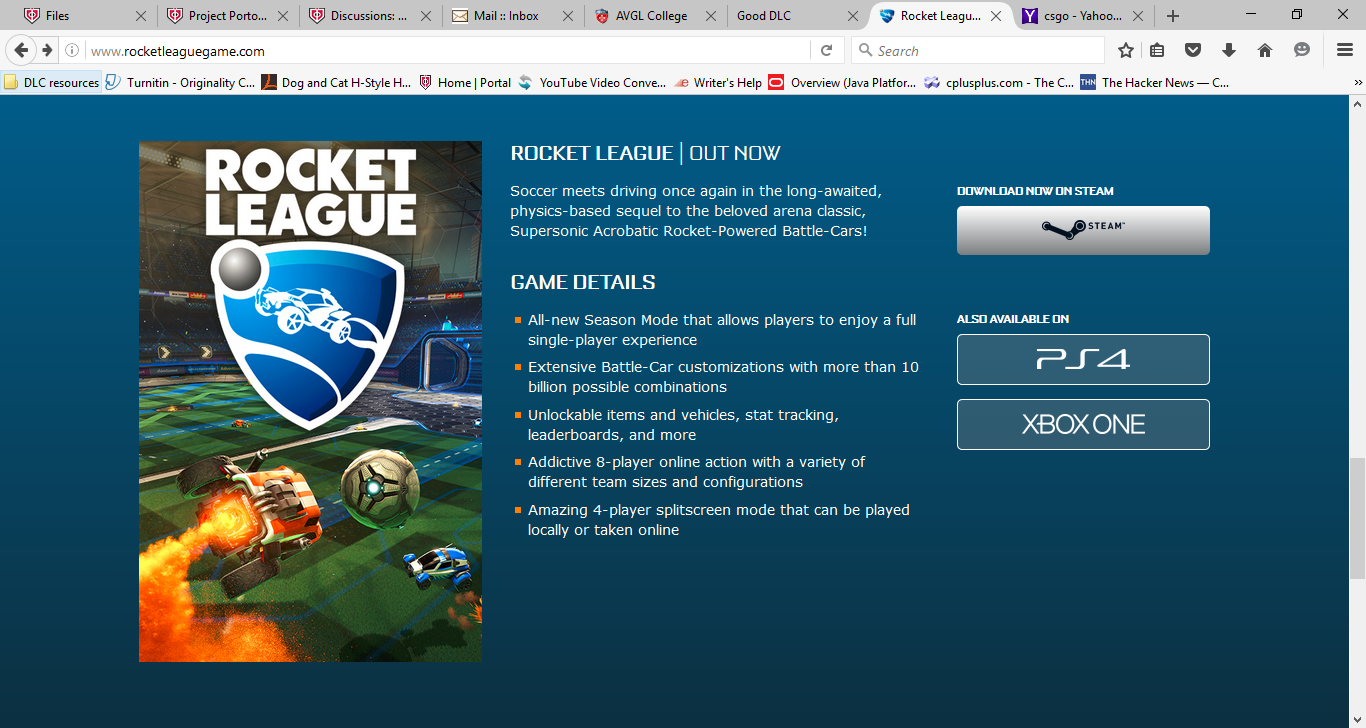 Files
Project Porto...
Discussions: ...
Mail :: Inbox
AVGL College
Good DLC
Rocket Leagu...
csgo - Yahoo...
www.rocketleaguegame.com
Search
DLC resources
Turnitin - Originality C...
Dog and Cat H-Style H...
Home | Portal
YouTube Video Conve...
Writer's Help
Overview (Java Platfor...
cplusplus.com - The C...
THN
The Hacker News — C...
ROCKET
LEAGUE
ROCKET LEAGUE | OUT NOW
Soccer meets driving once again in the long-awaited,
physics-based sequel to the beloved arena classic,
Supersonic Acrobatic Rocket-Powered Battle-Cars!
GAME DETAILS
All-new Season Mode that allows players to enjoy a full
single-player experience
Extensive Battle-Car customizations with more than 10
billion possible combinations
Unlockable items and vehicles, stat tracking,
leaderboards, and more
Addictive 8-player online action with a variety of
different team sizes and configurations
Amazing 4-player splitscreen mode that can be played
locally or taken online
DOWNLOAD NOW ON STEAM
STEAM™
ALSO AVAILABLE ON
PS4
XBOX ONE